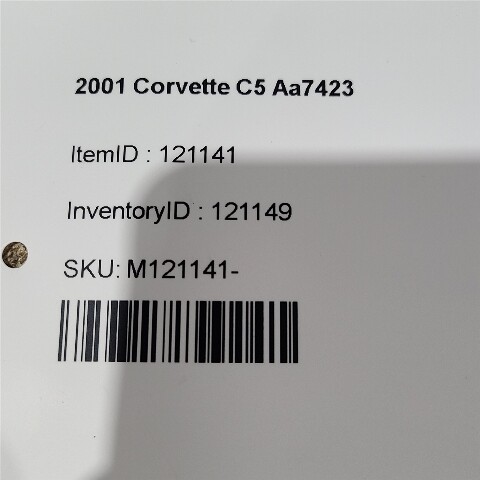 2001 Corvette C5 Aa7423
ItemID : 121141
InventoryID : 121149
SKU: M121141-